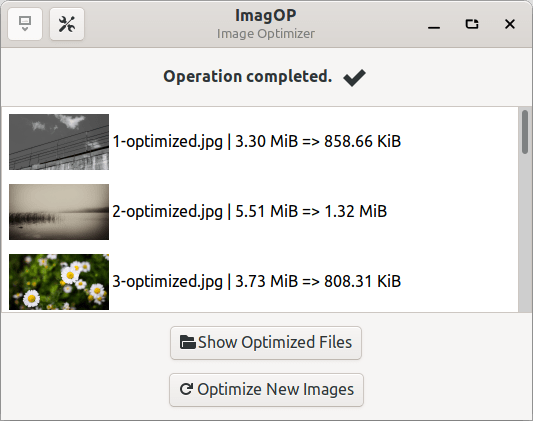 ImagOP
Image Optimizer
Operation completed.
1-optimized.jpg | 3.30 MiB => 858.66 KiB
2-optimized.jpg | 5.51 MiB => 1.32 MiB
3-optimized.jpg | 3.73 MiB => 808.31 KiB
Show Optimized Files
Optimize New Images